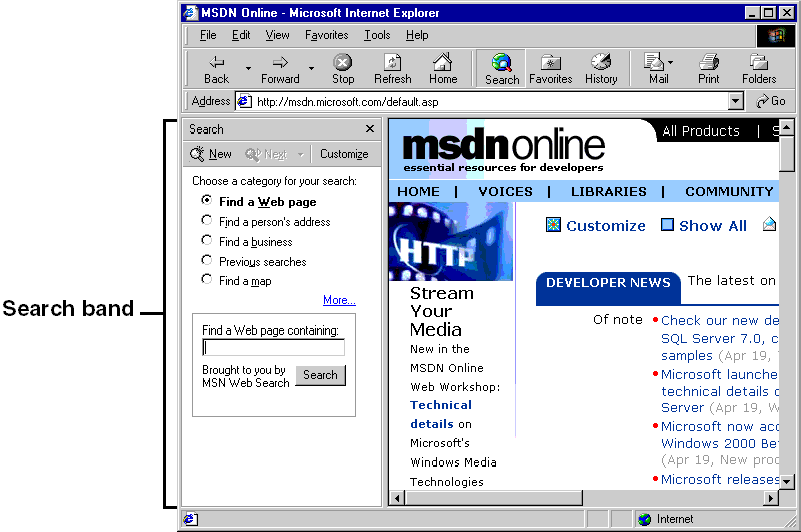 MSDN Online - Microsoft Internet Explorer
File Edit View Favorites Tools Help
Back Forward Stop Refresh Home Search Favorites History Mail Print Folders
Address http://msdn.microsoft.com/default.asp Go
Search band
Search
New Next Customize
Choose a category for your search:
Find a Web page
Find a person's address
Find a business
Previous searches
Find a map
More...
Find a Web page containing:
Brought to you by
MSN Web Search
Search
All Products | S
msdnonline
essential resources for developers
HOME | VOICES | LIBRARIES | COMMUNITY
Customize Show All
HTTP
Stream
Your
Media
New in the
MSDN Online
Web Workshop:
Technical
details on
Microsoft's
Windows Media
Technologies
DEVELOPER NEWS The latest on
Of note
Check our new de
SQL Server 7.0, c
samples (Apr 19,
Microsoft launche
technical details o
Server (Apr 19, W
Microsoft now acc
Windows 2000 Bet
(Apr 19, New prod
Microsoft releases
Internet